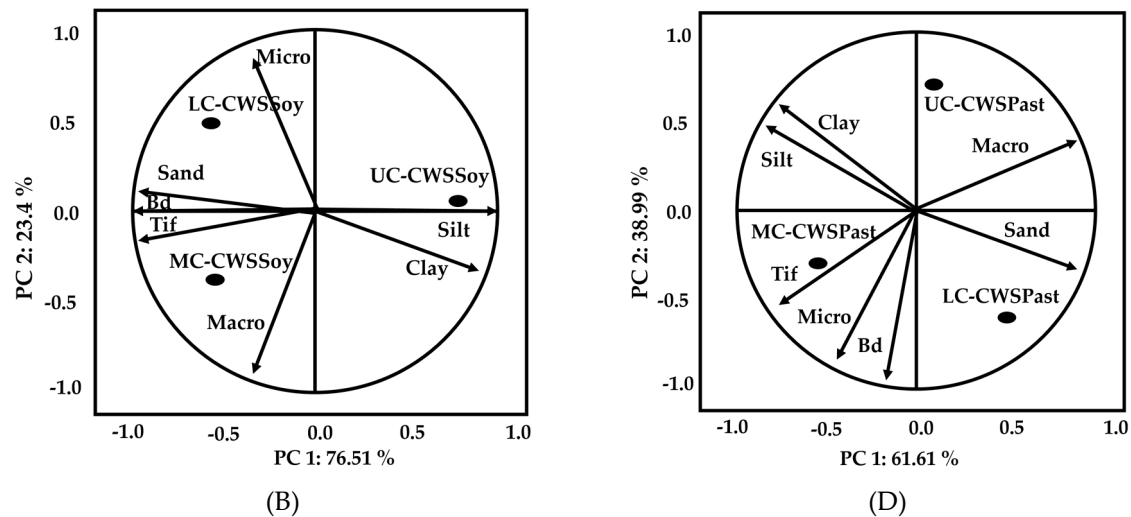 1.0
Micro
LC-CWSSoy
0.5
Sand
UC-CWSSoy
Bd
0.0
Tif
Silt
MC-CWSSoy
Clay
-0.5
Macro
-1.0
PC 2: 23.4 %
-1.0
-0.5
0.0
0.5
1.0
PC 1: 76.51 %
(B)
1.0
UC-CWSPast
Clay
0.5
Macro
Silt
0.0
MC-CWSPast
Sand
Tif
LC-CWSPast
-0.5
Micro
Bd
-1.0
PC 2: 38.99 %
-1.0
-0.5
0.0
0.5
1.0
PC 1: 61.61 %
(D)